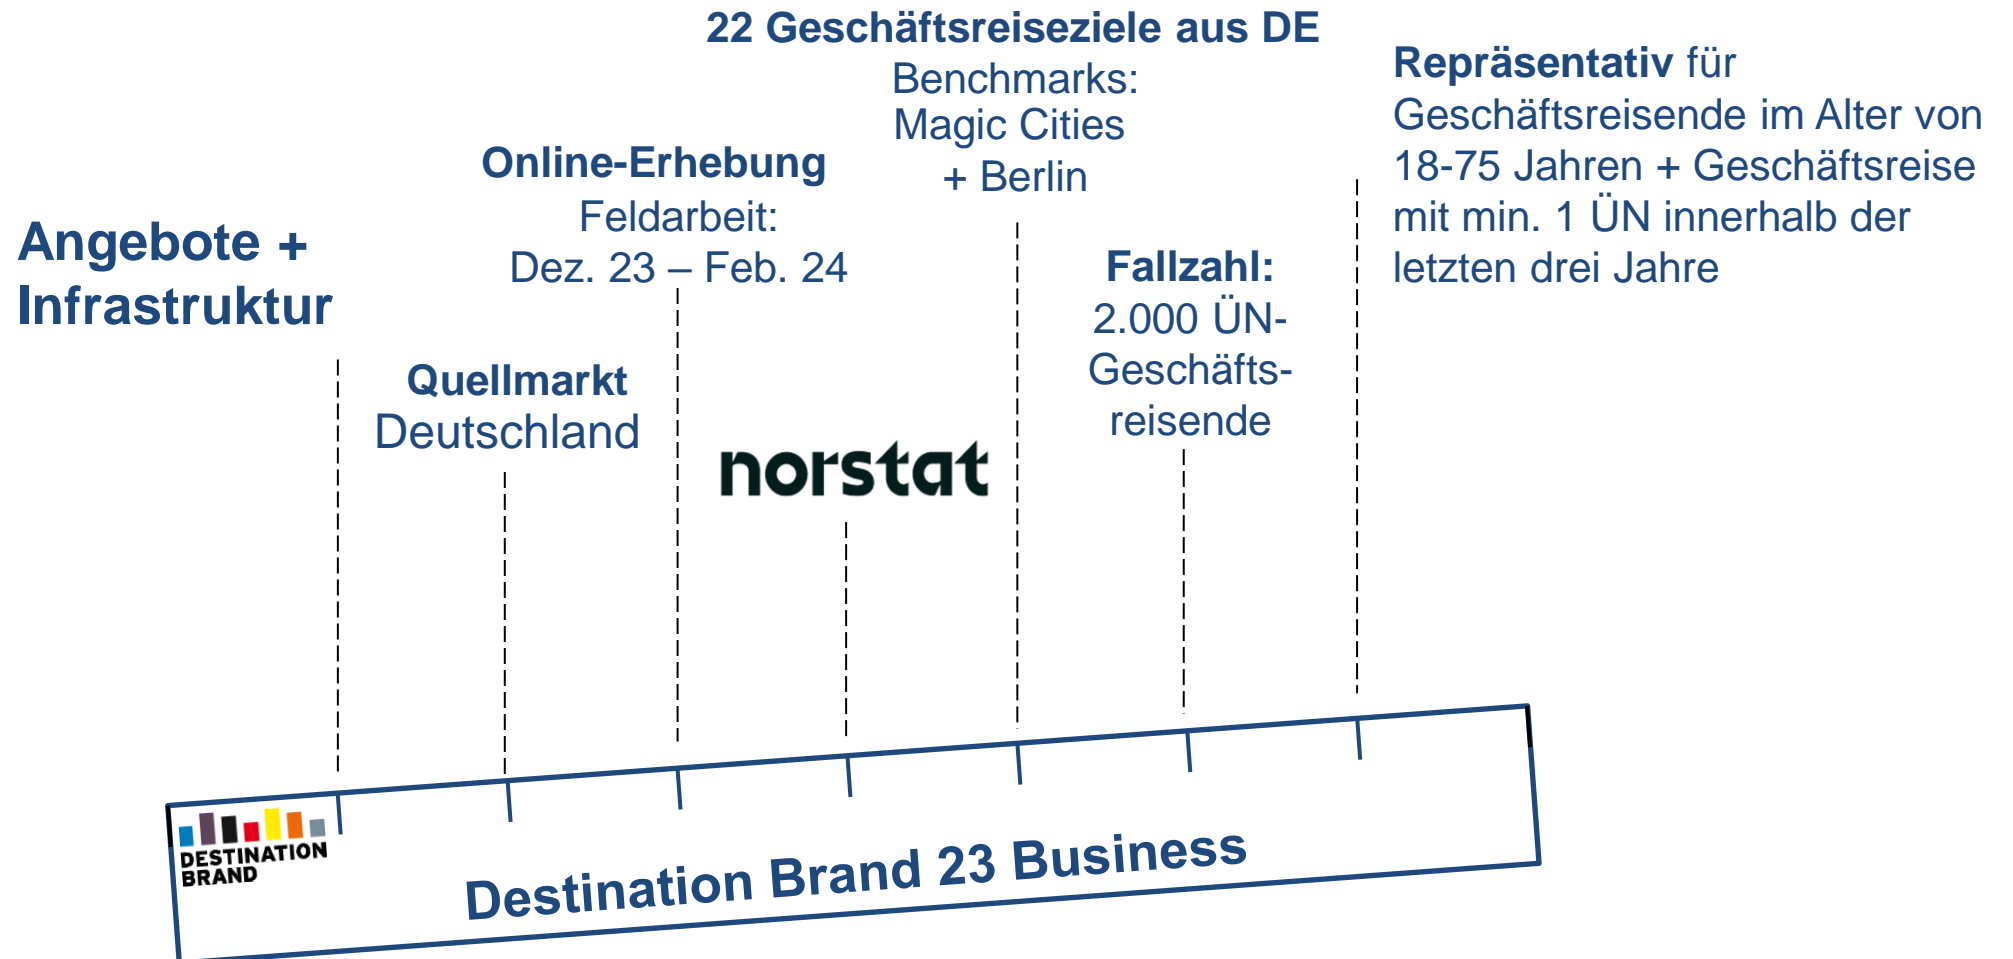 22 Geschäftsreiseziele aus DE
Benchmarks:
Magic Cities
+ Berlin
Repräsentativ für
Geschäftsreisende im Alter von
18-75 Jahren + Geschäftsreise
mit min. 1 ÜN innerhalb der
letzten drei Jahre
Online-Erhebung
Feldarbeit:
Dez. 23 – Feb. 24
Angebote +
Infrastruktur
Fallzahl:
2.000 ÜN-
Geschäfts-
reisende
Quellmarkt
Deutschland
norstat
DESTINATION
BRAND
Destination Brand 23 Business